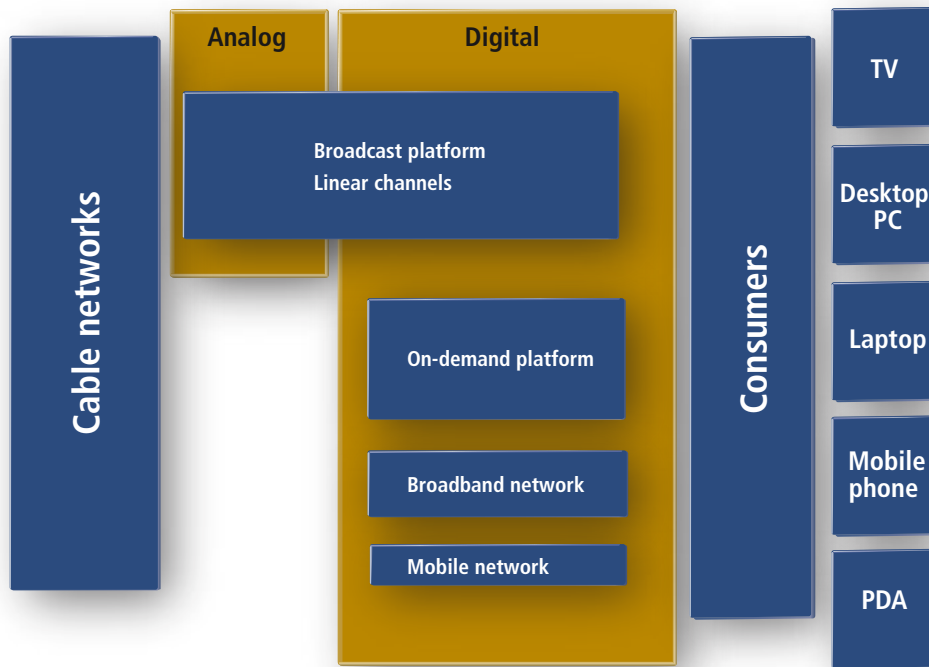 Analog
Digital
Broadcast platform
Linear channels
On-demand platform
Broadband network
Mobile network
Cable networks
Consumers
TV
Desktop
PC
Laptop
Mobile
phone
PDA